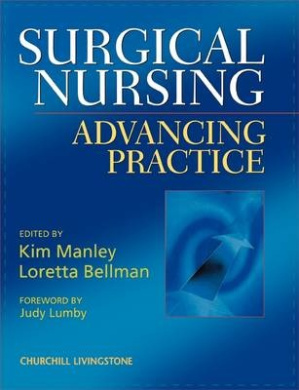 SURGICAL
NURSING
ADVANCING
PRACTICE
EDITED BY
Kim Manley
Loretta Bellman
FOREWORD BY
Judy Lumby
CHURCHILL LIVINGSTONE